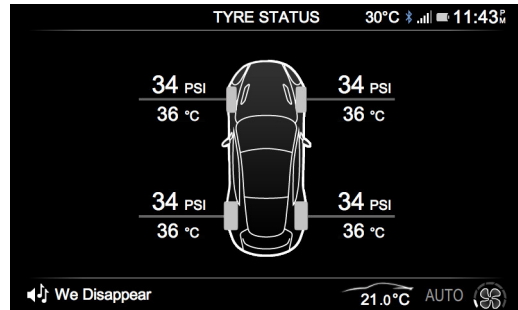 TYRE STATUS 30°C 11:43 PM
34 PSI 34 PSI
36 °C 36 °C
34 PSI 34 PSI
36 °C 36 °C
We Disappear 21.0°C AUTO